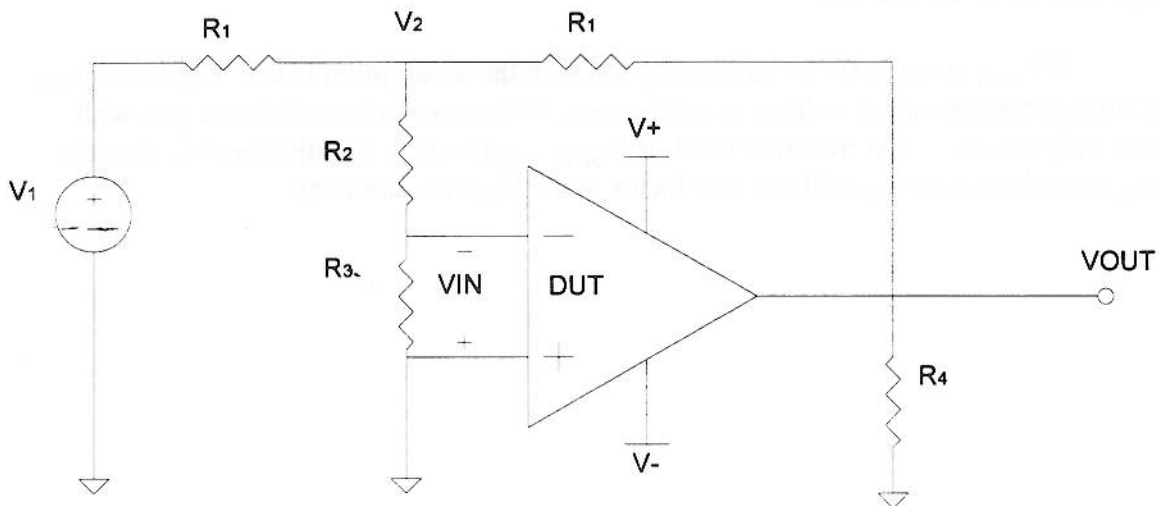 R1 V2 R1
V+
R2
V1 + −
R3 − VIN + − DUT +
VOUT
R4
V-